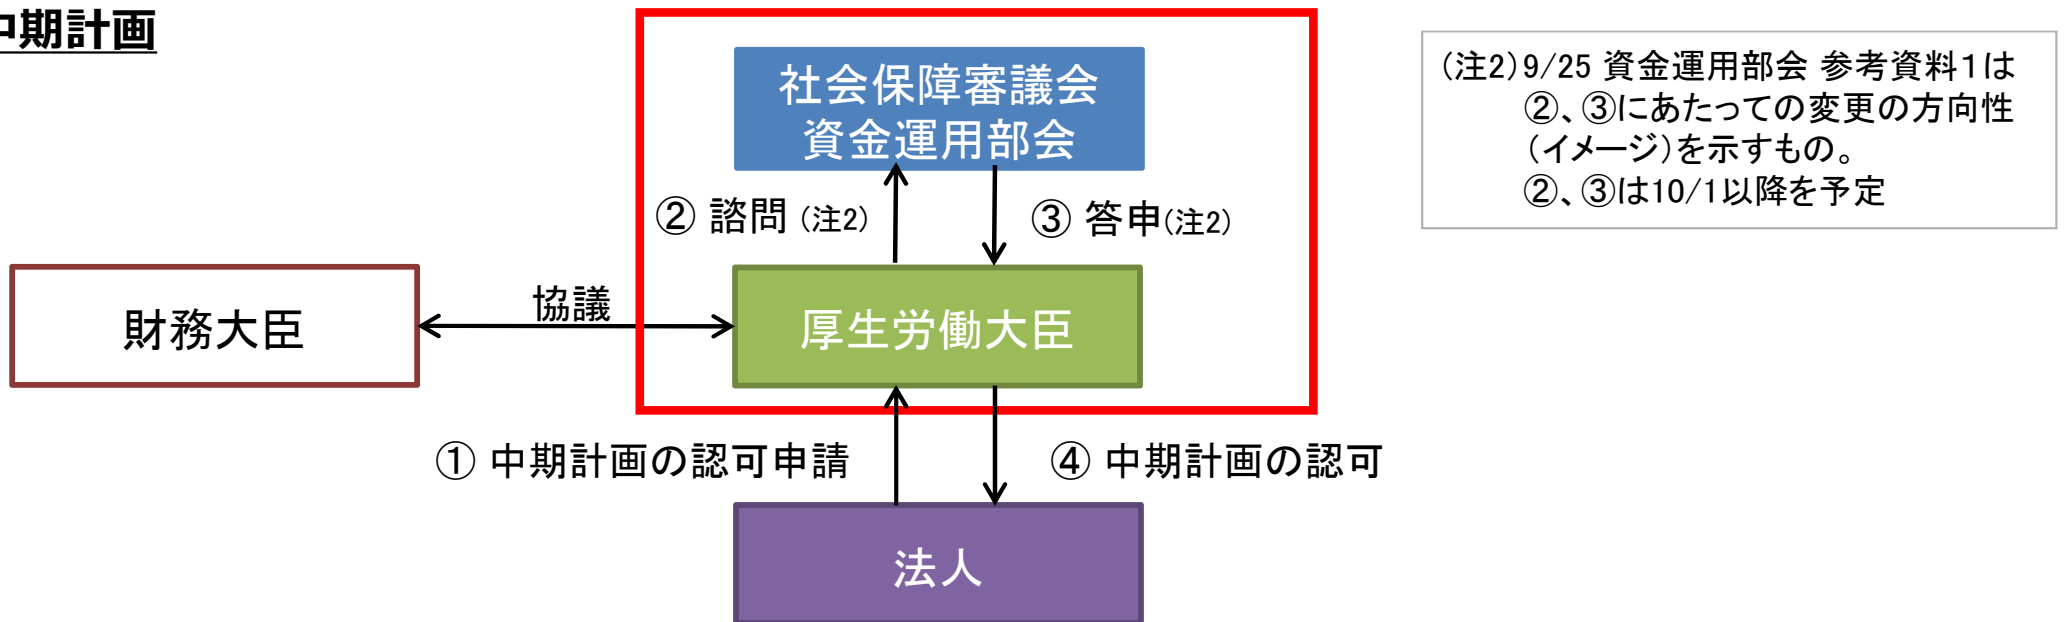 中期計画
社会保障審議会
資金運用部会
(注2)9/25 資金運用部会 参考資料1は
②、③にあたっての変更の方向性
(イメージ)を示すもの。
②、③は10/1以降を予定
② 諮問 (注2)
③ 答申(注2)
財務大臣
協議
厚生労働大臣
① 中期計画の認可申請
④ 中期計画の認可
法人